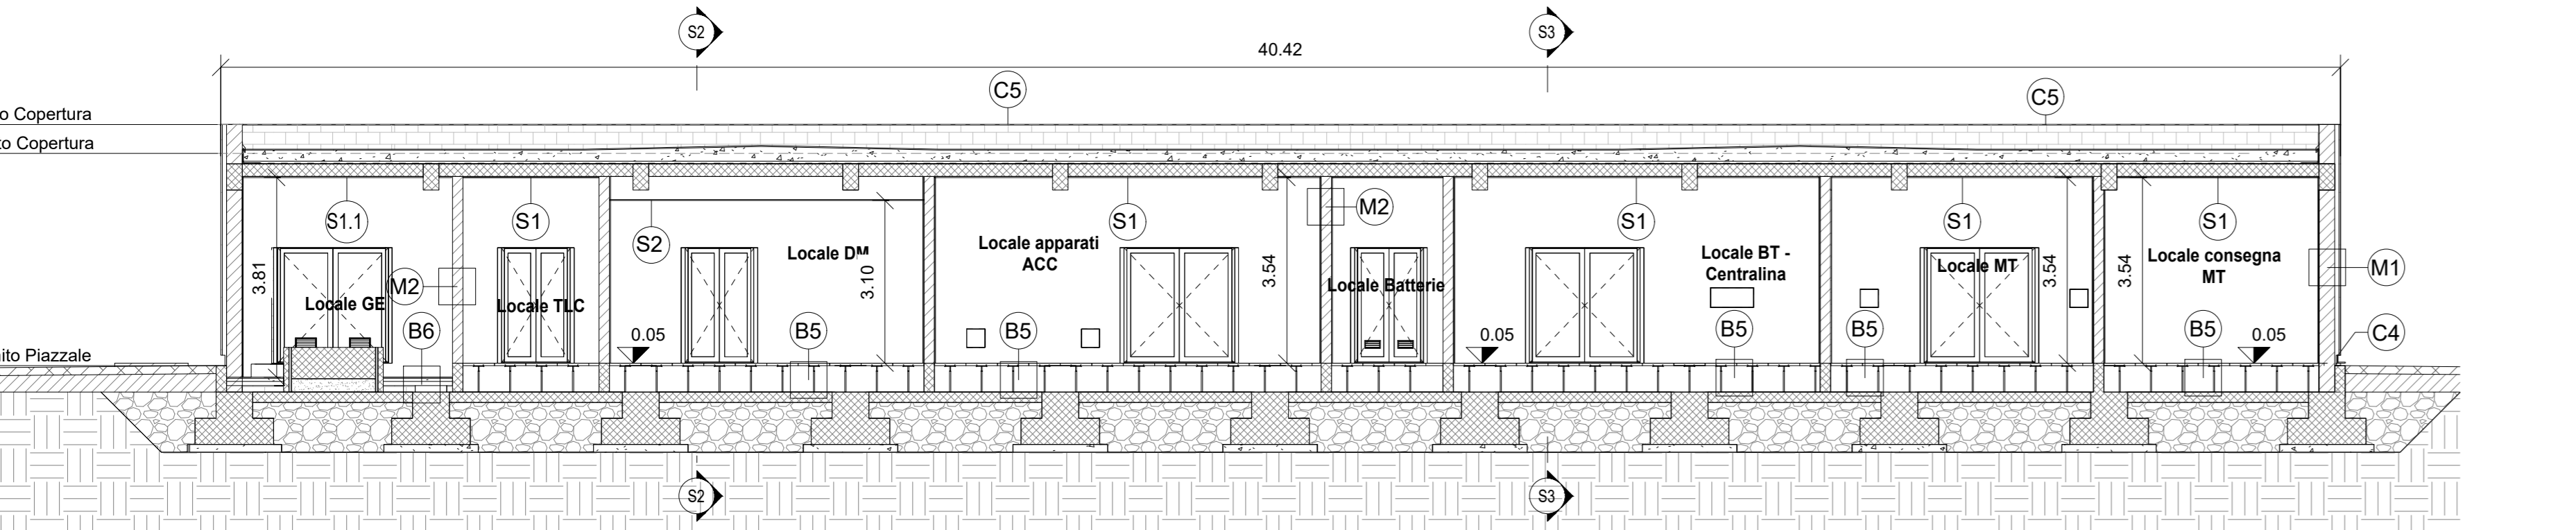 S2
S3
40.42
C5
C5
o Copertura
to Copertura
S1.1
S1
S2
Locale DM
3.10
Locale apparati
ACC
S1
3.54
M2
S1
Locale BT -
Centralina
S1
Locale MT
3.54
3.54
S1
Locale consegna
MT
M1
3.81
M2
Locale GE
Locale TLC
Locale Batterie
B6
0.05
B5
B5
0.05
B5
B5
B5
0.05
C4
ito Piazzale
S2
S3